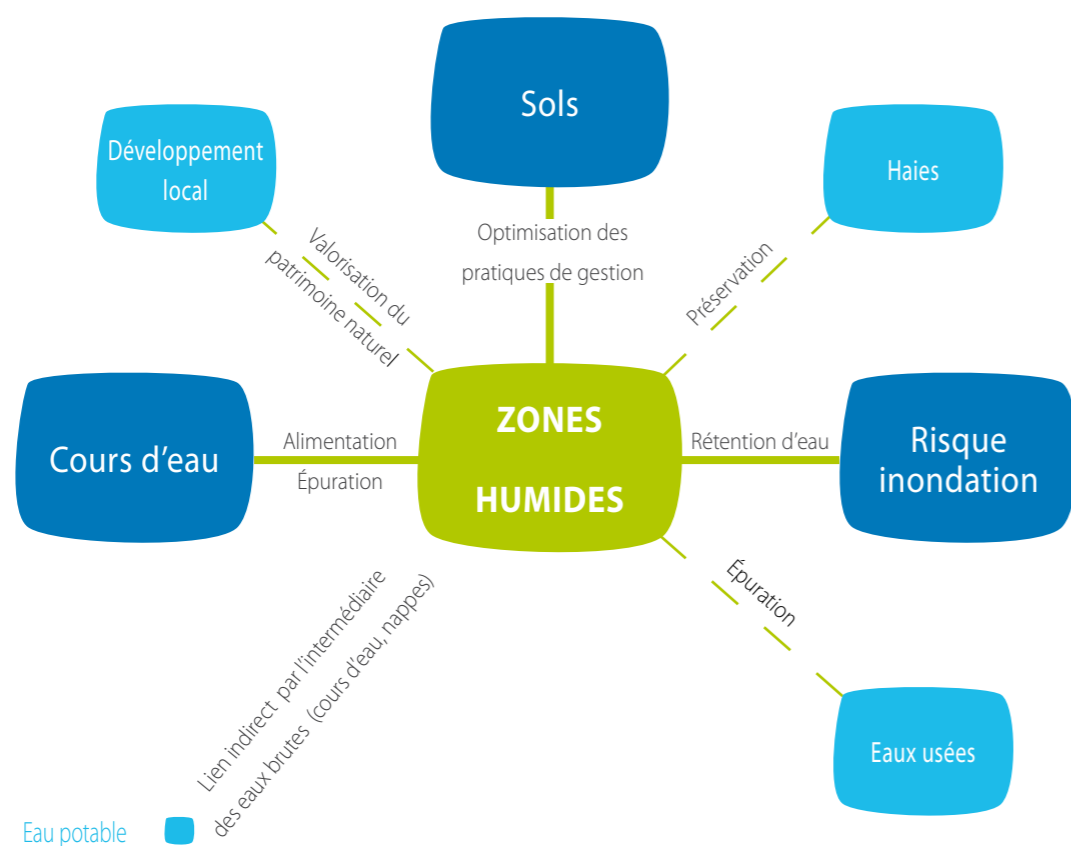 Sols
Développement
local
Haies
Valorisation du
patrimoine naturel
Optimisation des
pratiques de gestion
Préservation
Cours d'eau
Alimentation
Épuration
ZONES
HUMIDES
Rétention d'eau
Risque
inondation
Épuration
Lien indirect par l'intermédiaire
des eaux brutes (cours d'eau, nappes)
Eaux usées
Eau potable